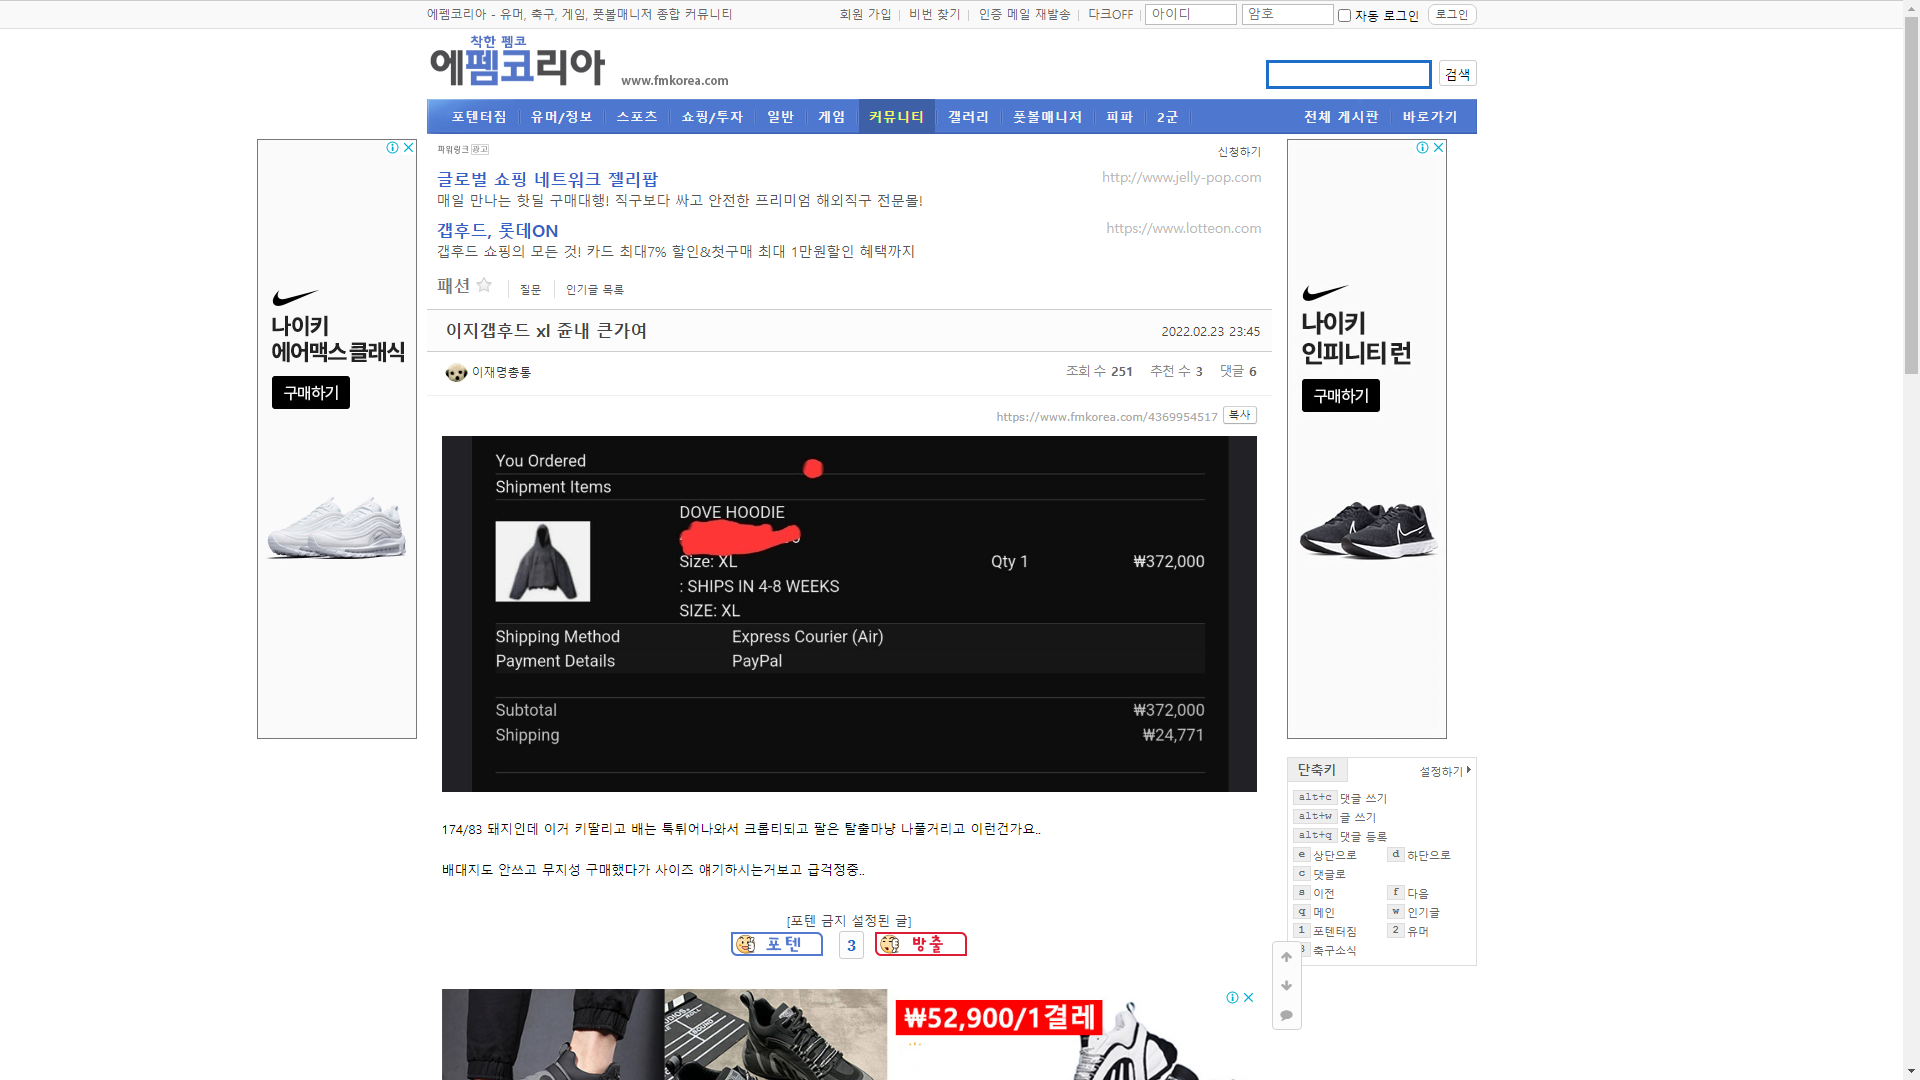 에펨코리아 - 유머, 축구, 게임, 풋볼매니저 종합 커뮤니티
회원 가입
비번 찾기
인증 메일 재발송
다크OFF
아이디
암호
자동 로그인
로그인
착한 펨코
에펨코리아
www.fmkorea.com
검색
포텐터짐
유머/정보
스포츠
쇼핑/투자
일반
게임
커뮤니티
갤러리
풋볼매니저
피파
2군
전체 게시판
바로가기
파워링크 광고
신청하기
글로벌 쇼핑 네트워크 젤리팝
http://www.jelly-pop.com
매일 만나는 핫딜 구매대행! 직구보다 싸고 안전한 프리미엄 해외직구 전문몰!
갭후드, 롯데ON
https://www.lotteon.com
갭후드 쇼핑의 모든 것! 카드 최대7% 할인&첫구매 최대 1만원할인 혜택까지
패션
질문
인기글 목록
이지갭후드 xl 쥰내 큰가여
2022.02.23 23:45
이재명총통
조회 수 251
추천 수 3
댓글 6
https://www.fmkorea.com/4369954517
복사
나이키
에어맥스 클래식
구매하기
나이키
인피니티 런
구매하기
You Ordered
Shipment Items
DOVE HOODIE
Size: XL
Qty 1
₩372,000
: SHIPS IN 4-8 WEEKS
SIZE: XL
Shipping Method
Express Courier (Air)
Payment Details
PayPal
Subtotal
₩372,000
Shipping
₩24,771
174/83 돼지인데 이거 키딸리고 배는 툭튀어나와서 크롭티되고 팔은 탈출마냥 나풀거리고 이런건가요..
배대지도 안쓰고 무지성 구매했다가 사이즈 얘기하시는거보고 급걱정중..
[포텐 금지 설정된 글]
포텐
3
방출
단축키
설정하기
alt+c 댓글 쓰기
alt+w 글 쓰기
alt+q 댓글 등록
e 상단으로
d 하단으로
c 댓글로
s 이전
f 다음
q 메인
w 인기글
1 포텐터짐
2 유머
축구소식
₩52,900/1결레